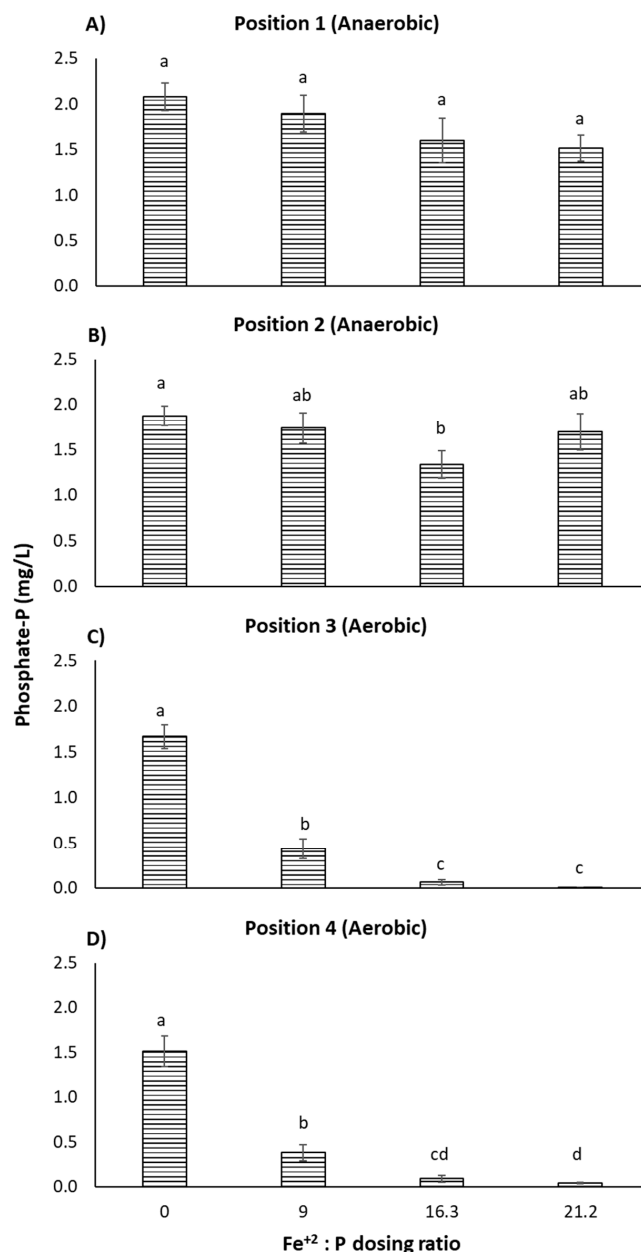 A)
Position 1 (Anaerobic)
2.5
2.0
1.5
1.0
0.5
0.0
a
a
a
a
B)
Position 2 (Anaerobic)
2.5
2.0
1.5
1.0
0.5
0.0
a
ab
b
ab
Phosphate-P (mg/L)
C)
Position 3 (Aerobic)
2.5
2.0
1.5
1.0
0.5
0.0
a
b
c
c
D)
Position 4 (Aerobic)
2.5
2.0
1.5
1.0
0.5
0.0
a
b
cd
d
0 9 16.3 21.2
Fe⁺² : P dosing ratio